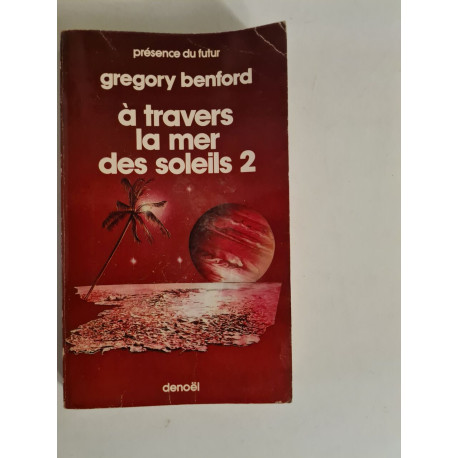 présence du futur
gregory benford
à travers
la mer
des soleils 2
denoël